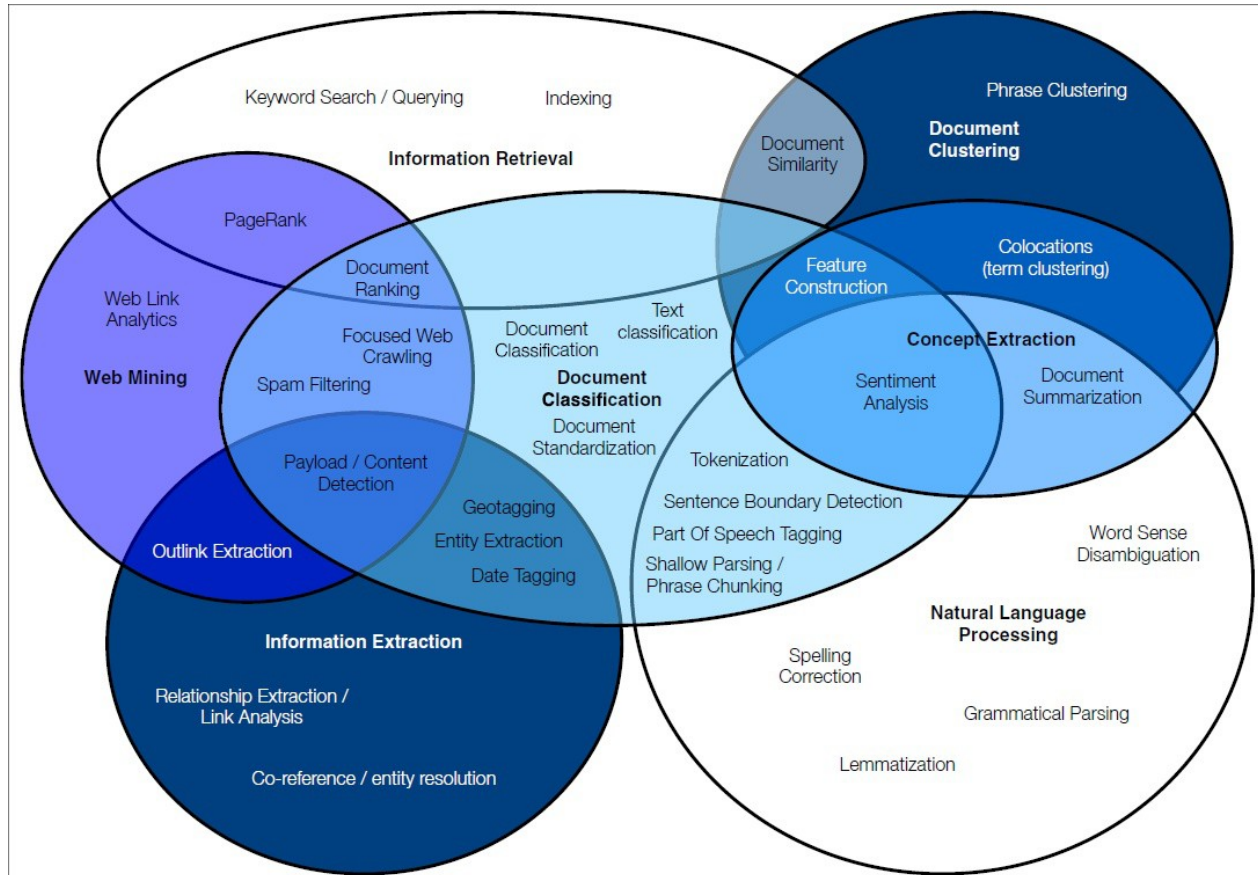 Keyword Search / Querying
Indexing
Information Retrieval
Phrase Clustering
Document
Clustering
Document
Similarity
PageRank
Document
Ranking
Feature
Construction
Colocations
(term clustering)
Web Link
Analytics
Web Mining
Focused Web
Crawling
Spam Filtering
Document
Classification
Text
classification
Document
Classification
Document
Standardization
Concept Extraction
Sentiment
Analysis
Document
Summarization
Payload / Content
Detection
Geotagging
Entity Extraction
Date Tagging
Outlink Extraction
Tokenization
Sentence Boundary Detection
Part Of Speech Tagging
Shallow Parsing /
Phrase Chunking
Word Sense
Disambiguation
Natural Language
Processing
Information Extraction
Relationship Extraction /
Link Analysis
Co-reference / entity resolution
Spelling
Correction
Grammatical Parsing
Lemmatization